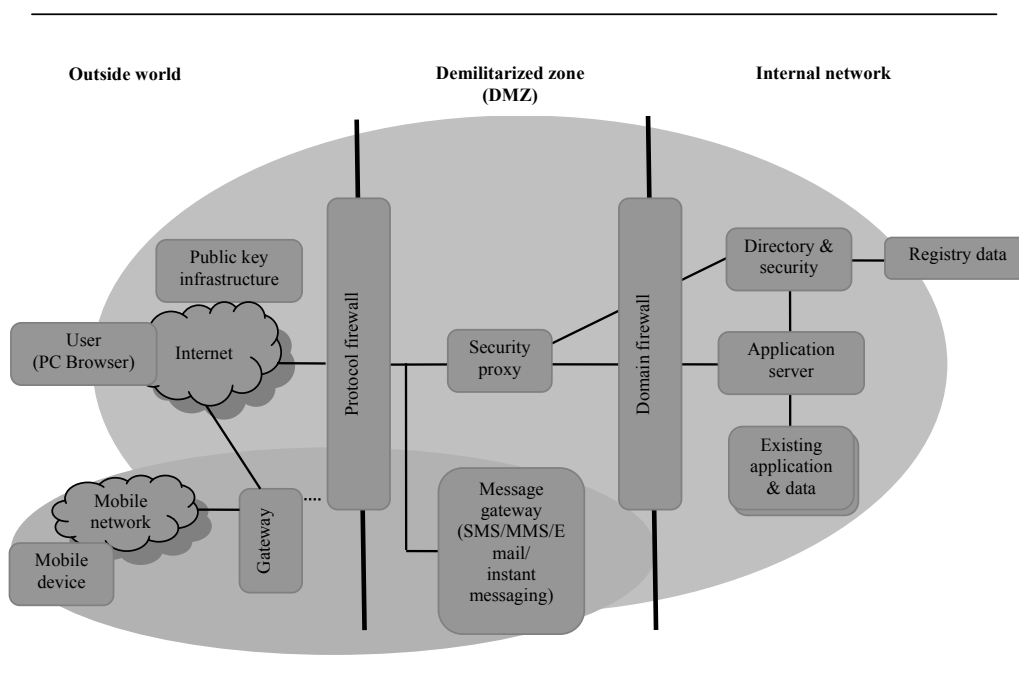 Outside world
Demilitarized zone
(DMZ)
Internal network
Public key
infrastructure
User
(PC Browser)
Internet
Protocol firewall
Security
proxy
Domain firewall
Directory &
security
Registry data
Application
server
Existing
application
& data
Mobile
network
Mobile
device
Gateway
Message
gateway
(SMS/MMS/E
mail/
instant
messaging)